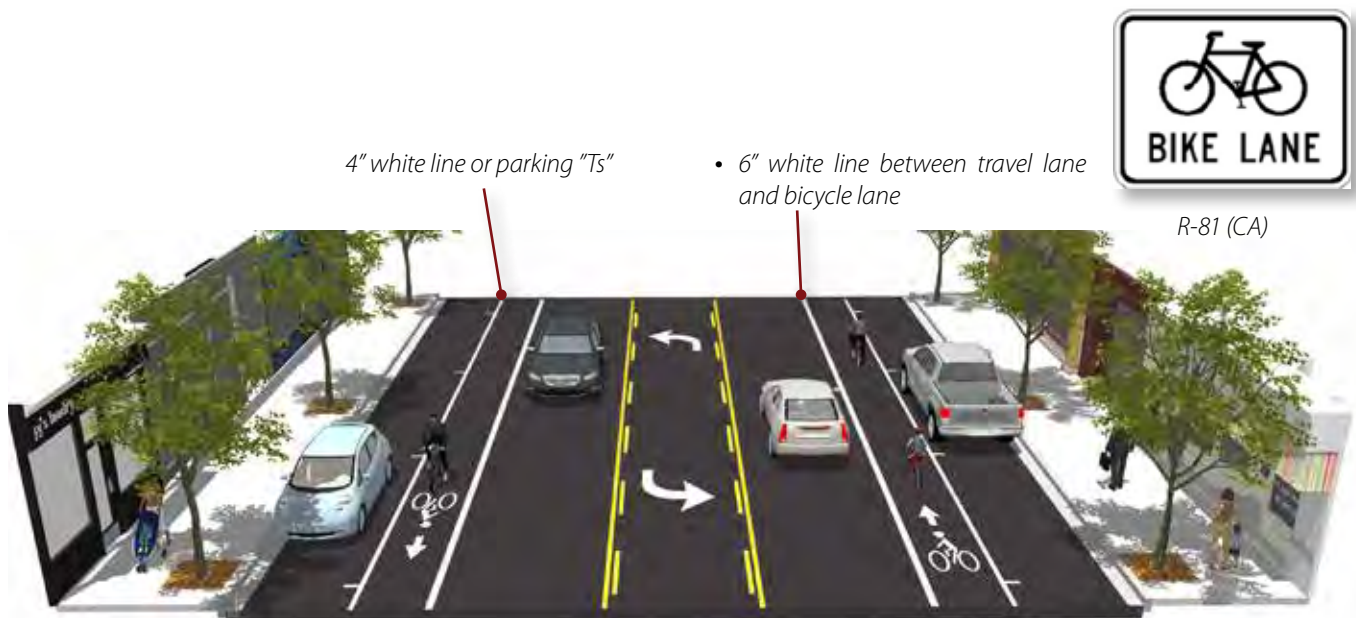 BIKE LANE
R-81 (CA)
4” white line or parking “Ts”
• 6” white line between travel lane
and bicycle lane